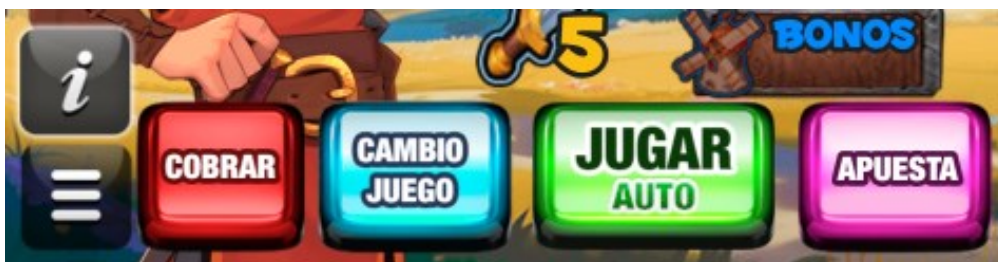 5
BONOS
i
COBRAR
CAMBIO
JUEGO
JUGAR
AUTO
APUESTA